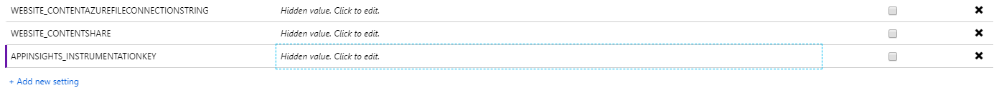 WEBSITE_CONTENTAZUREFILECONNECTIONSTRING Hidden value. Click to edit.
WEBSITE_CONTENTSHARE Hidden value. Click to edit.
APPINSIGHTS_INSTRUMENTATIONKEY Hidden value. Click to edit.
+ Add new setting